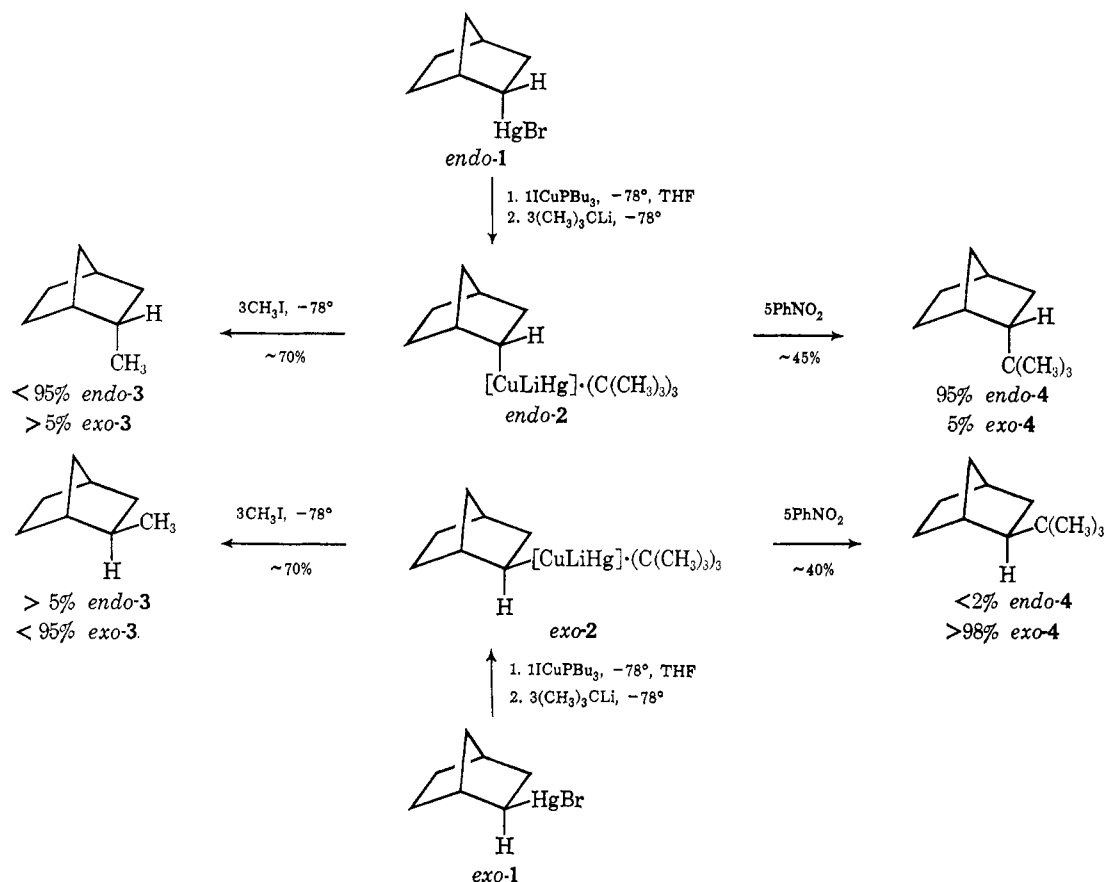 H
HgBr
endo-1
1. 1ICuPBu₃, −78°, THF
2. 3(CH₃)₃CLi, −78°
H
CH₃
< 95% endo-3
> 5% exo-3
3CH₃I, −78°
~70%
H
[CuLiHg]·(C(CH₃)₃)₃
endo-2
5PhNO₂
~45%
H
C(CH₃)₃
95% endo-4
5% exo-4
CH₃
H
> 5% endo-3
< 95% exo-3.
3CH₃I, −78°
~70%
[CuLiHg]·(C(CH₃)₃)₃
H
exo-2
5PhNO₂
~40%
C(CH₃)₃
H
<2% endo-4
>98% exo-4
1. 1ICuPBu₃, −78°, THF
2. 3(CH₃)₃CLi, −78°
HgBr
H
exo-1